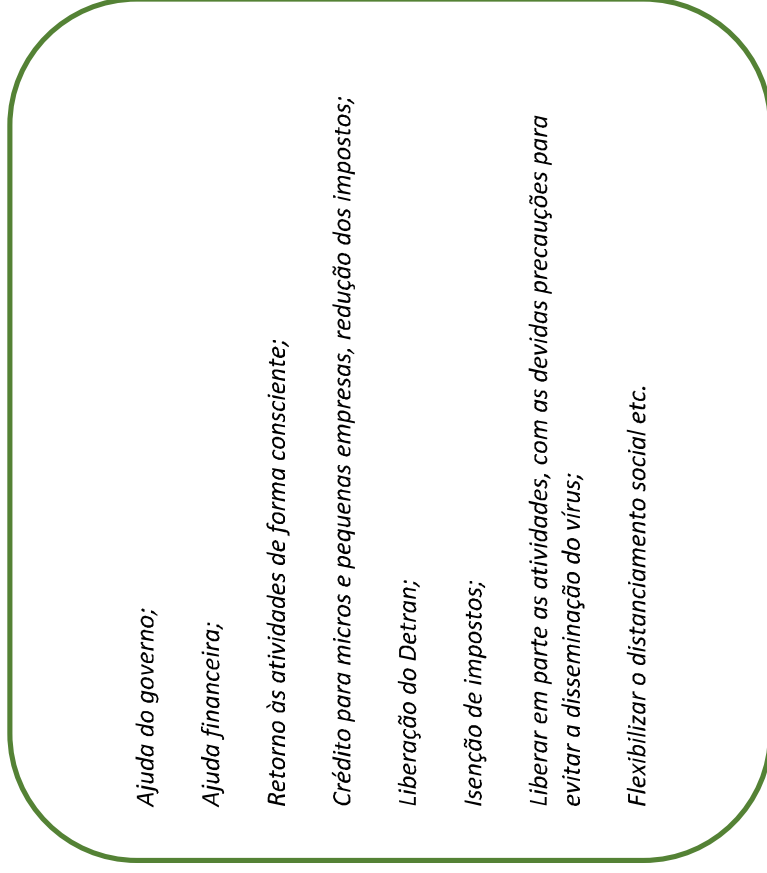 Ajuda do governo;
Ajuda financeira;
Retorno às atividades de forma consciente;
Crédito para micros e pequenas empresas, redução dos impostos;
Liberação do Detran;
Isenção de impostos;
Liberar em parte as atividades, com as devidas precauções para
evitar a disseminação do vírus;
Flexibilizar o distanciamento social etc.